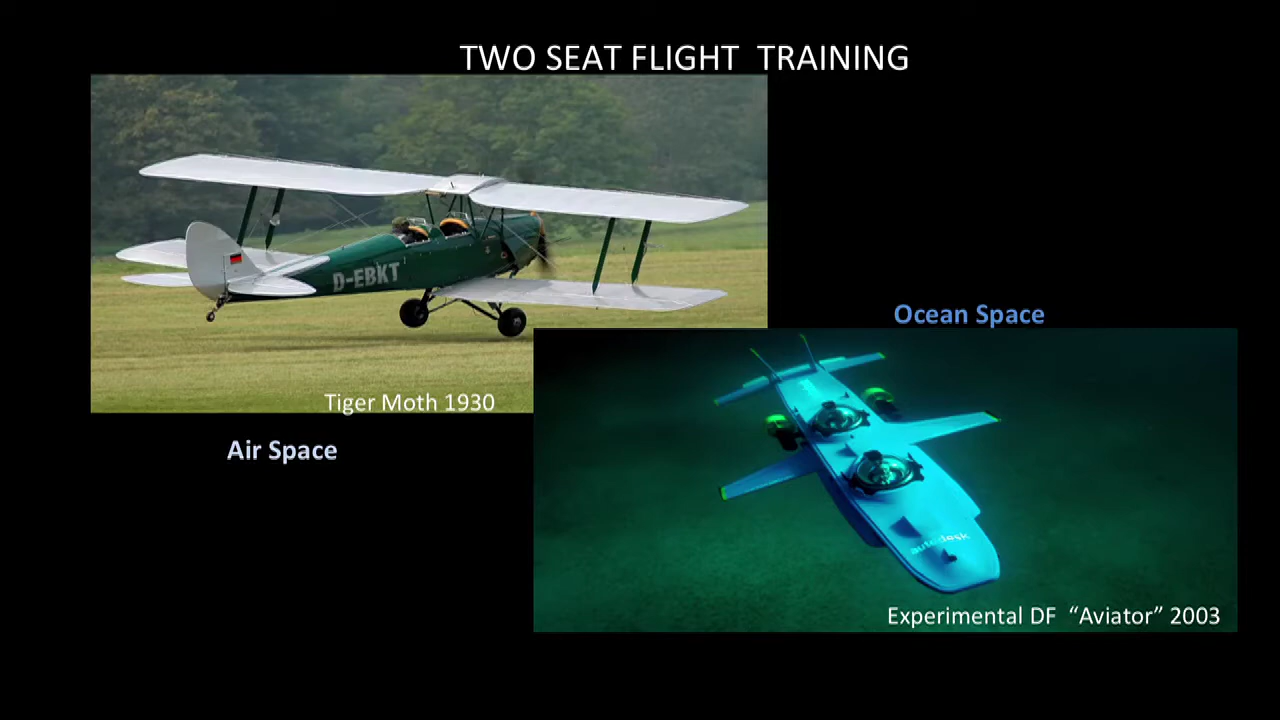 TWO SEAT FLIGHT TRAINING
D-EBKT
Tiger Moth 1930
Air Space
Ocean Space
autodesk
Experimental DF “Aviator” 2003